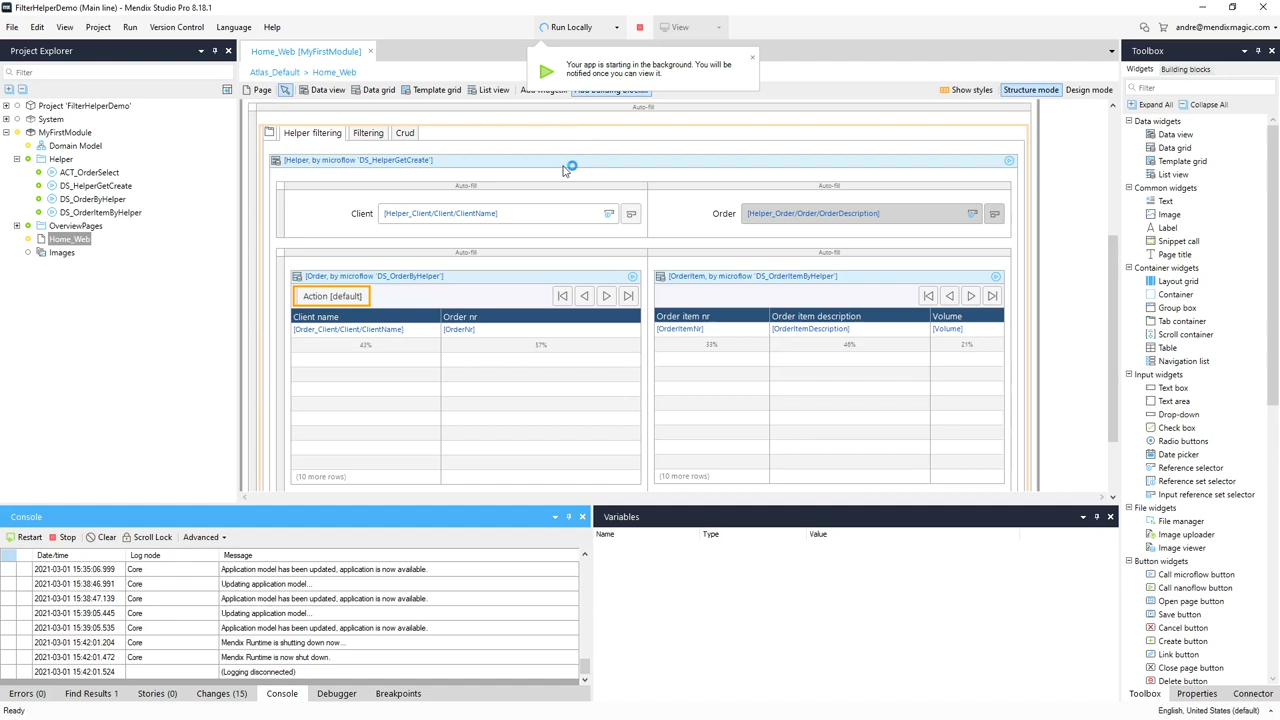 FilterHelperDemo (Main line) - Mendix Studio Pro 8.18.1
File Edit View Project Run Version Control Language Help
Run Locally View andre@mendixmagic.com
Project Explorer
Filter
Project 'FilterHelperDemo'
System
MyFirstModule
Domain Model
Helper
ACT_OrderSelect
DS_HelperGetCreate
DS_OrderByHelper
DS_OrderItemByHelper
OverviewPages
Home_Web
Images
Home_Web [MyFirstModule]
Atlas_Default > Home_Web
Your app is starting in the background. You will be
notified once you can view it.
Page Data view Data grid Template grid List view Show styles Structure mode Design mode
Auto-fill
Helper filtering Filtering Crud
[Helper, by microflow 'DS_HelperGetCreate']
Auto-fill Auto-fill
Client [Helper_Client/Client/ClientName] Order [Helper_Order/Order/OrderDescription]
Auto-fill Auto-fill
[Order, by microflow 'DS_OrderByHelper'] [OrderItem, by microflow 'DS_OrderItemByHelper']
Action [default]
Client name Order nr Order item nr Order item description Volume
[Order_Client/Client/ClientName] [OrderNr] [OrderItemNr] [OrderItemDescription] [Volume]
43% 57% 33% 46% 21%
(10 more rows) (10 more rows)
Toolbox
Widgets Building blocks
Filter
Expand All Collapse All
Data widgets
Data view
Data grid
Template grid
List view
Common widgets
Text
Image
Label
Snippet call
Page title
Container widgets
Layout grid
Container
Group box
Tab container
Scroll container
Table
Navigation list
Input widgets
Text box
Text area
Drop-down
Check box
Radio buttons
Date picker
Reference selector
Reference set selector
Input reference set selector
File widgets
File manager
Image uploader
Image viewer
Button widgets
Call microflow button
Call nanoflow button
Open page button
Save button
Cancel button
Create button
Link button
Close page button
Delete button
Toolbox Properties Connector
Console
Restart Stop Clear Scroll Lock Advanced
Date/time Log node Message
2021-03-01 15:35:06.999 Core Application model has been updated, application is now available.
2021-03-01 15:38:46.991 Core Updating application model...
2021-03-01 15:38:47.139 Core Application model has been updated, application is now available.
2021-03-01 15:39:05.445 Core Updating application model...
2021-03-01 15:39:05.535 Core Application model has been updated, application is now available.
2021-03-01 15:42:01.204 Core Mendix Runtime is shutting down now...
2021-03-01 15:42:01.472 Core Mendix Runtime is now shut down.
2021-03-01 15:42:01.524 (Logging disconnected)
Variables
Name Type Value
Errors (0) Find Results 1 Stories (0) Changes (15) Console Debugger Breakpoints
Ready English, United States (default)